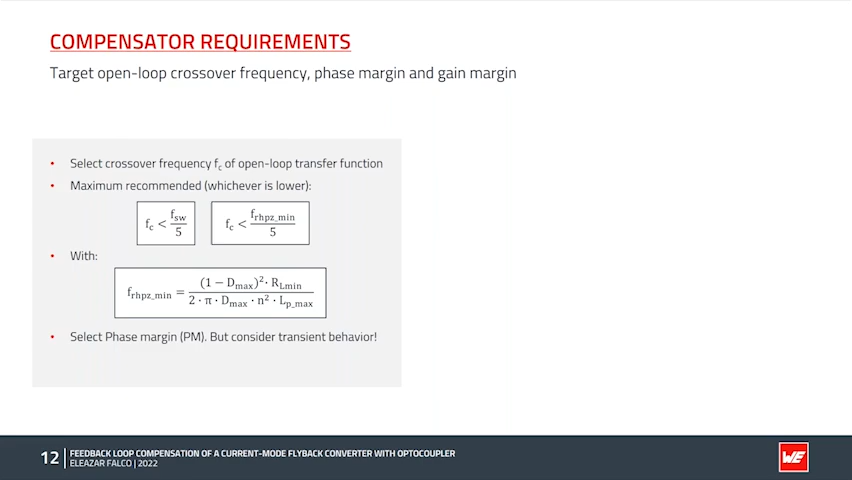 COMPENSATOR REQUIREMENTS
Target open-loop crossover frequency, phase margin and gain margin
• Select crossover frequency f_c of open-loop transfer function
• Maximum recommended (whichever is lower):
f_c < f_sw / 5
f_c < f_rhpz_min / 5
• With:
f_rhpz_min = (1 − D_max)² · R_Lmin / 2 · π · D_max · n² · L_p_max
• Select Phase margin (PM). But consider transient behavior!
12
FEEDBACK LOOP COMPENSATION OF A CURRENT-MODE FLYBACK CONVERTER WITH OPTOCOUPLER
ELEAZAR FALCO | 2022
WE